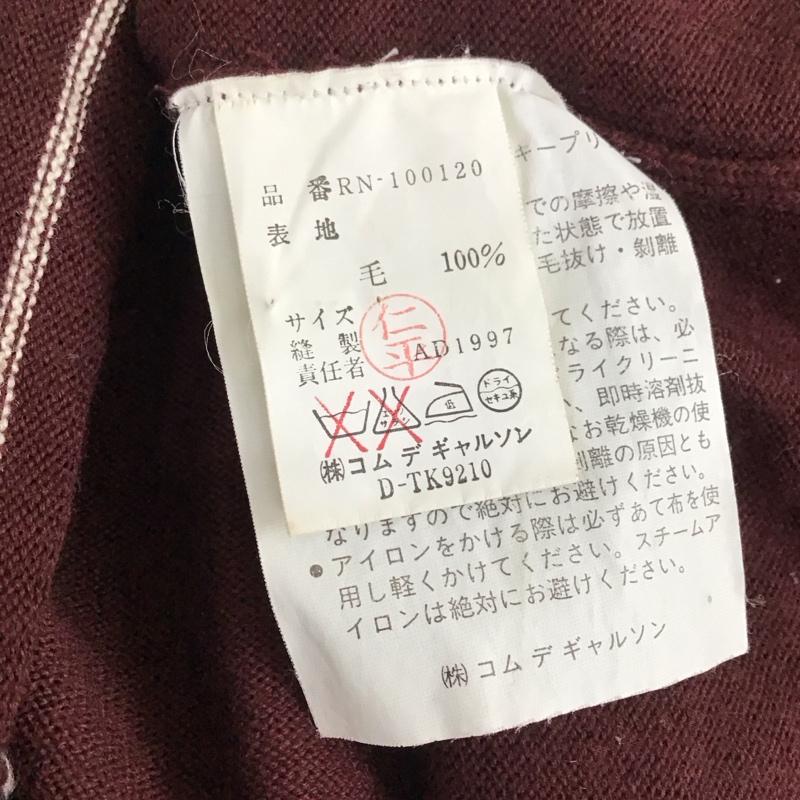 品 番 RN-100120
表 地
毛 100%
サイズ
縫 製 AD1997
責任者
仁平
低
ドライ
セキユ系
㈱コム デ ギャルソン
D-TK9210
キープリ
での摩擦や湿
た状態で放置
毛抜け・剝離
てください。
なる際は、必
ライクリーニ
、即時溶剤抜
なお乾燥機の使
剝離の原因とも
なりますので絶対にお避けください。
●アイロンをかける際は必ずあて布を使
用し軽くかけてください。スチームア
イロンは絶対にお避けください。
㈱ コム デ ギャルソン